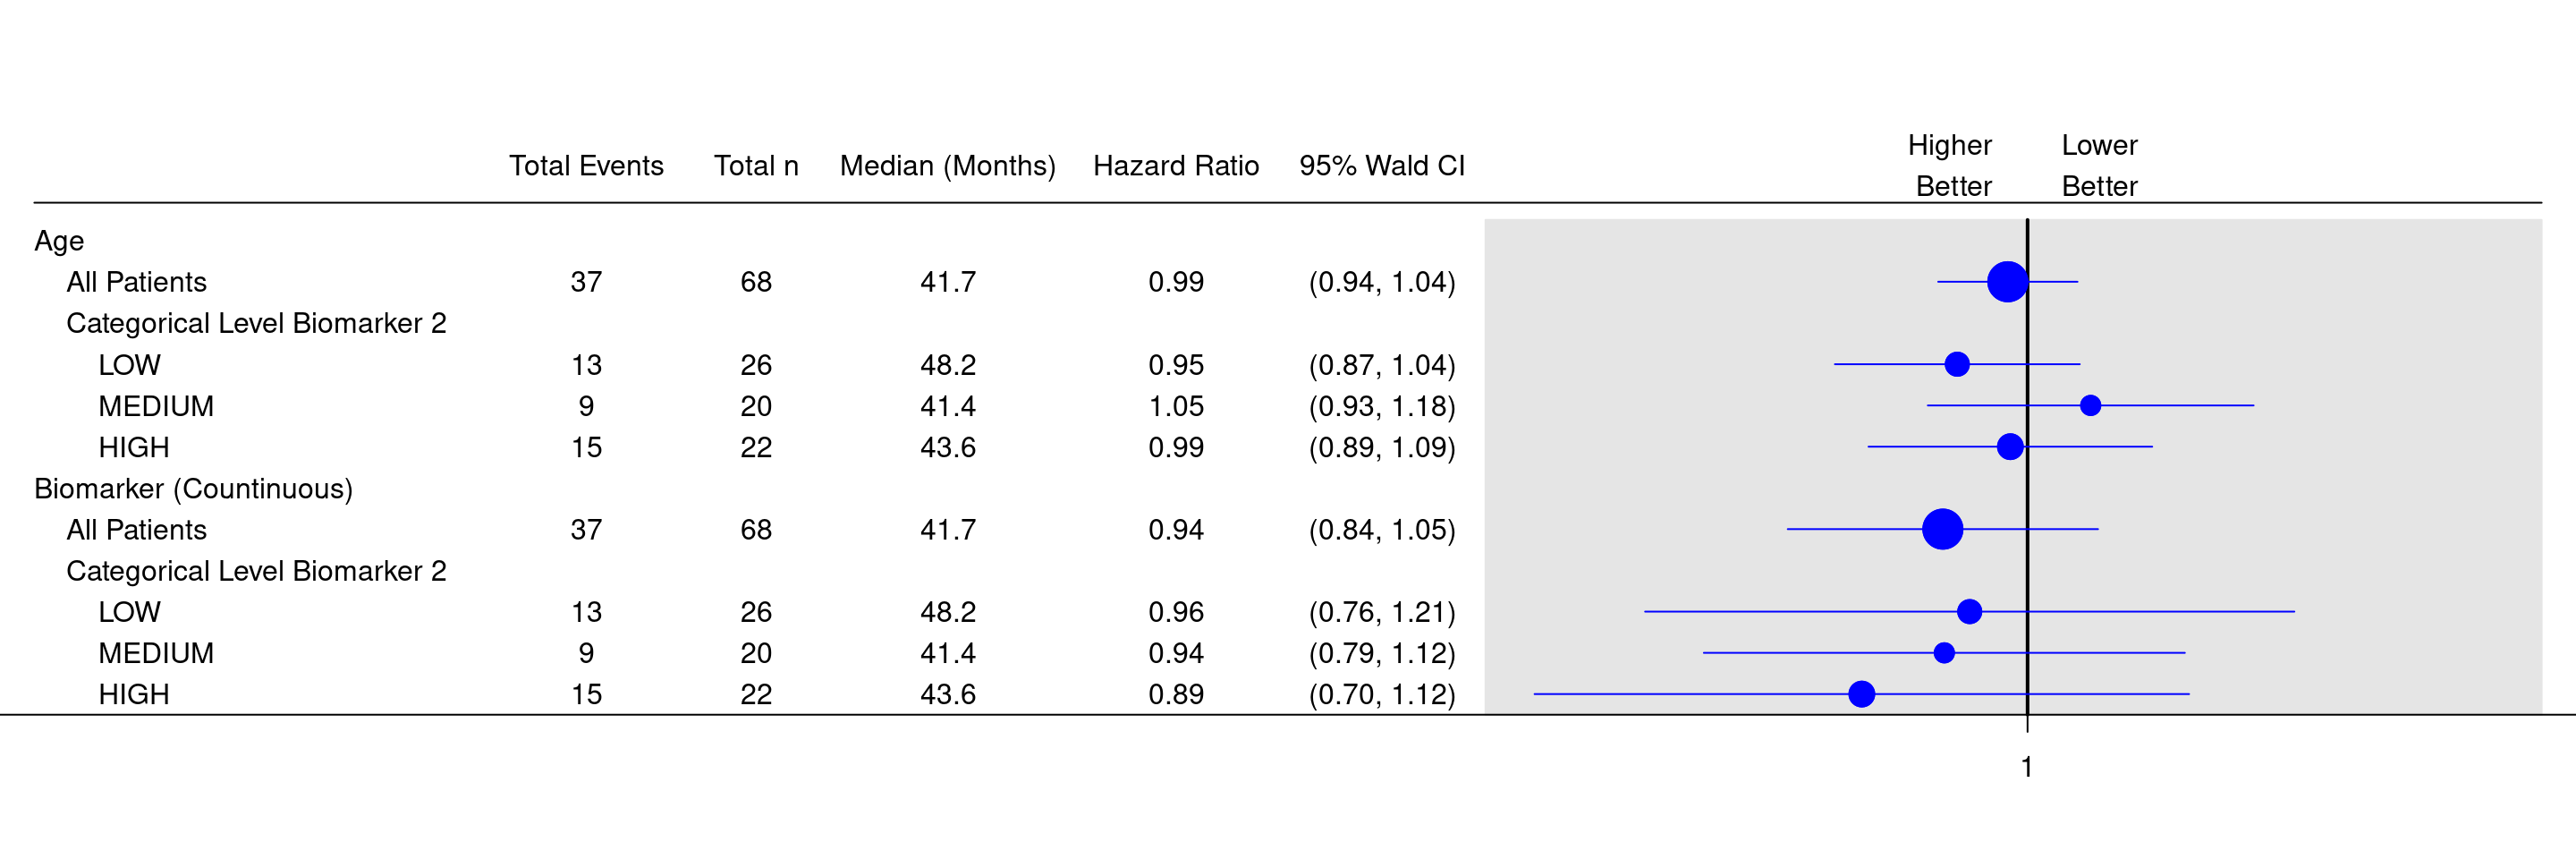 Higher Lower
Total Events Total n Median (Months) Hazard Ratio 95% Wald CI
Better Better
Age
All Patients 37 68 41.7 0.99 (0.94, 1.04)
Categorical Level Biomarker 2
LOW 13 26 48.2 0.95 (0.87, 1.04)
MEDIUM 9 20 41.4 1.05 (0.93, 1.18)
HIGH 15 22 43.6 0.99 (0.89, 1.09)
Biomarker (Countinuous)
All Patients 37 68 41.7 0.94 (0.84, 1.05)
Categorical Level Biomarker 2
LOW 13 26 48.2 0.96 (0.76, 1.21)
MEDIUM 9 20 41.4 0.94 (0.79, 1.12)
HIGH 15 22 43.6 0.89 (0.70, 1.12)
1